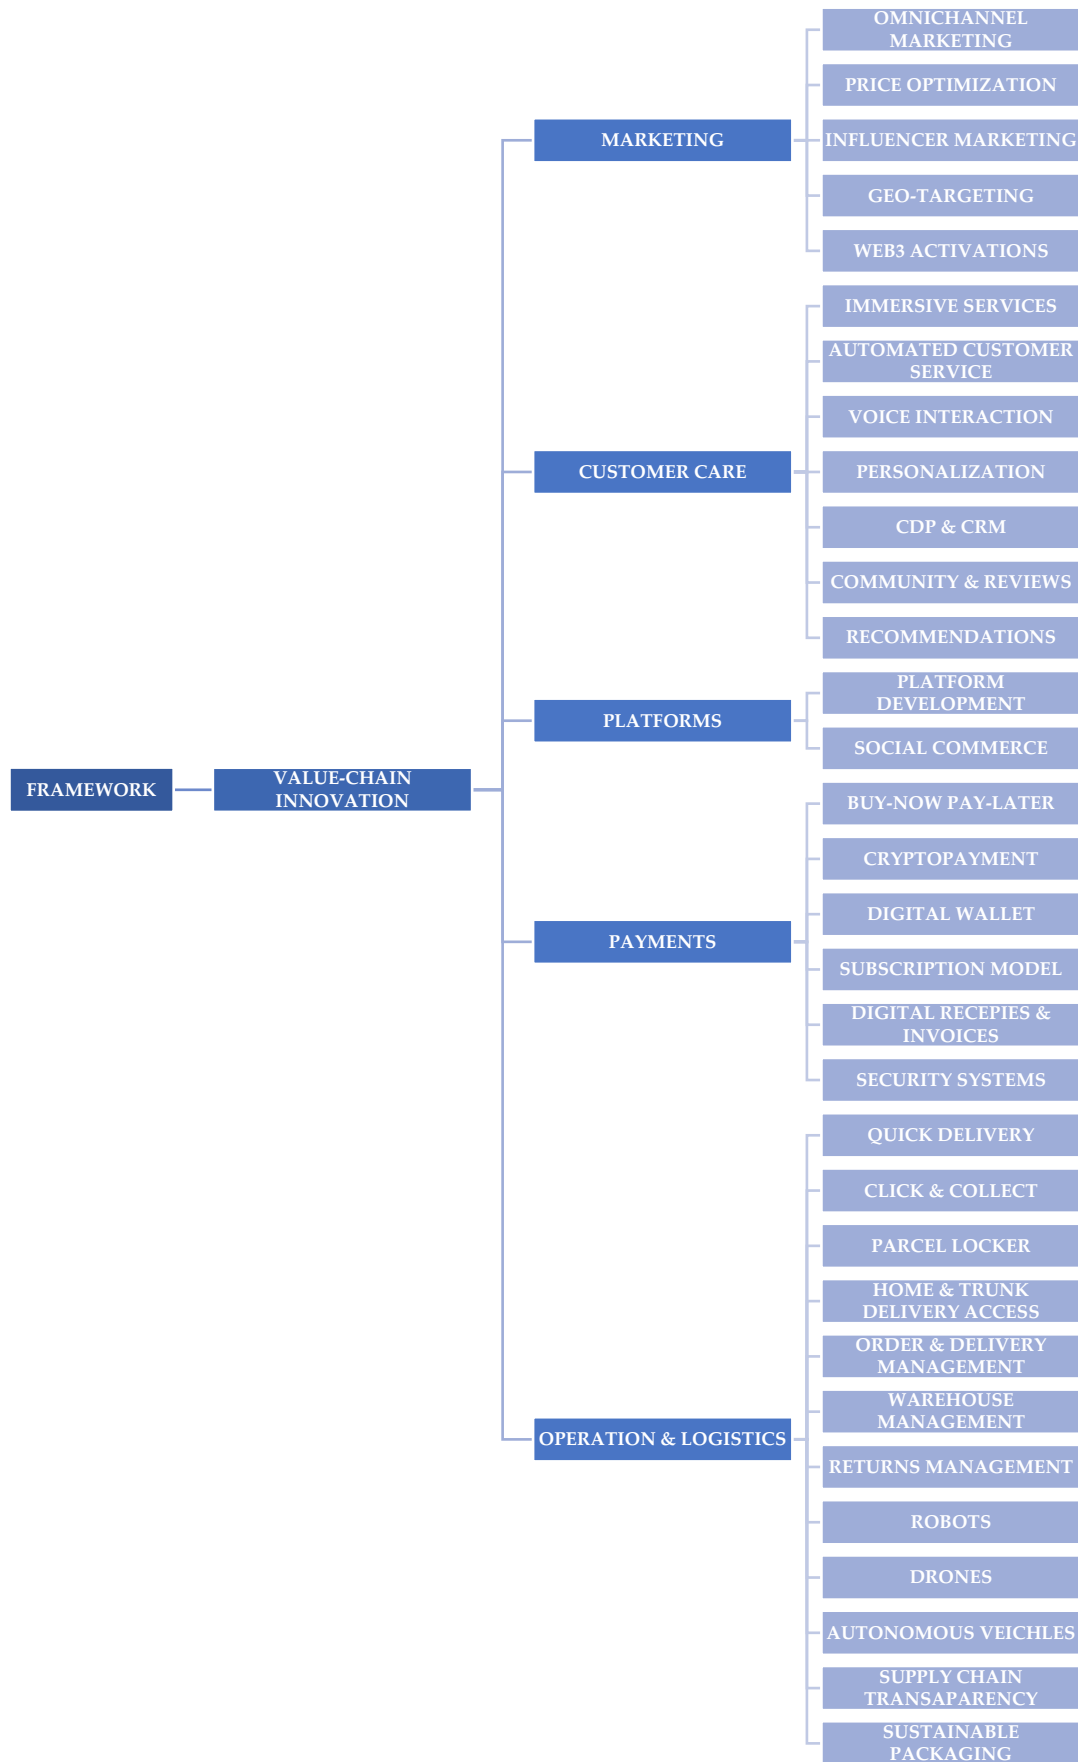 FRAMEWORK
VALUE-CHAIN
INNOVATION
MARKETING
OMNICHANNEL
MARKETING
PRICE OPTIMIZATION
INFLUENCER MARKETING
GEO-TARGETING
WEB3 ACTIVATIONS
CUSTOMER CARE
IMMERSIVE SERVICES
AUTOMATED CUSTOMER
SERVICE
VOICE INTERACTION
PERSONALIZATION
CDP & CRM
COMMUNITY & REVIEWS
RECOMMENDATIONS
PLATFORMS
PLATFORM
DEVELOPMENT
SOCIAL COMMERCE
PAYMENTS
BUY-NOW PAY-LATER
CRYPTOPAYMENT
DIGITAL WALLET
SUBSCRIPTION MODEL
DIGITAL RECEPIES &
INVOICES
SECURITY SYSTEMS
OPERATION & LOGISTICS
QUICK DELIVERY
CLICK & COLLECT
PARCEL LOCKER
HOME & TRUNK
DELIVERY ACCESS
ORDER & DELIVERY
MANAGEMENT
WAREHOUSE
MANAGEMENT
RETURNS MANAGEMENT
ROBOTS
DRONES
AUTONOMOUS VEICHLES
SUPPLY CHAIN
TRANSAPARENCY
SUSTAINABLE
PACKAGING